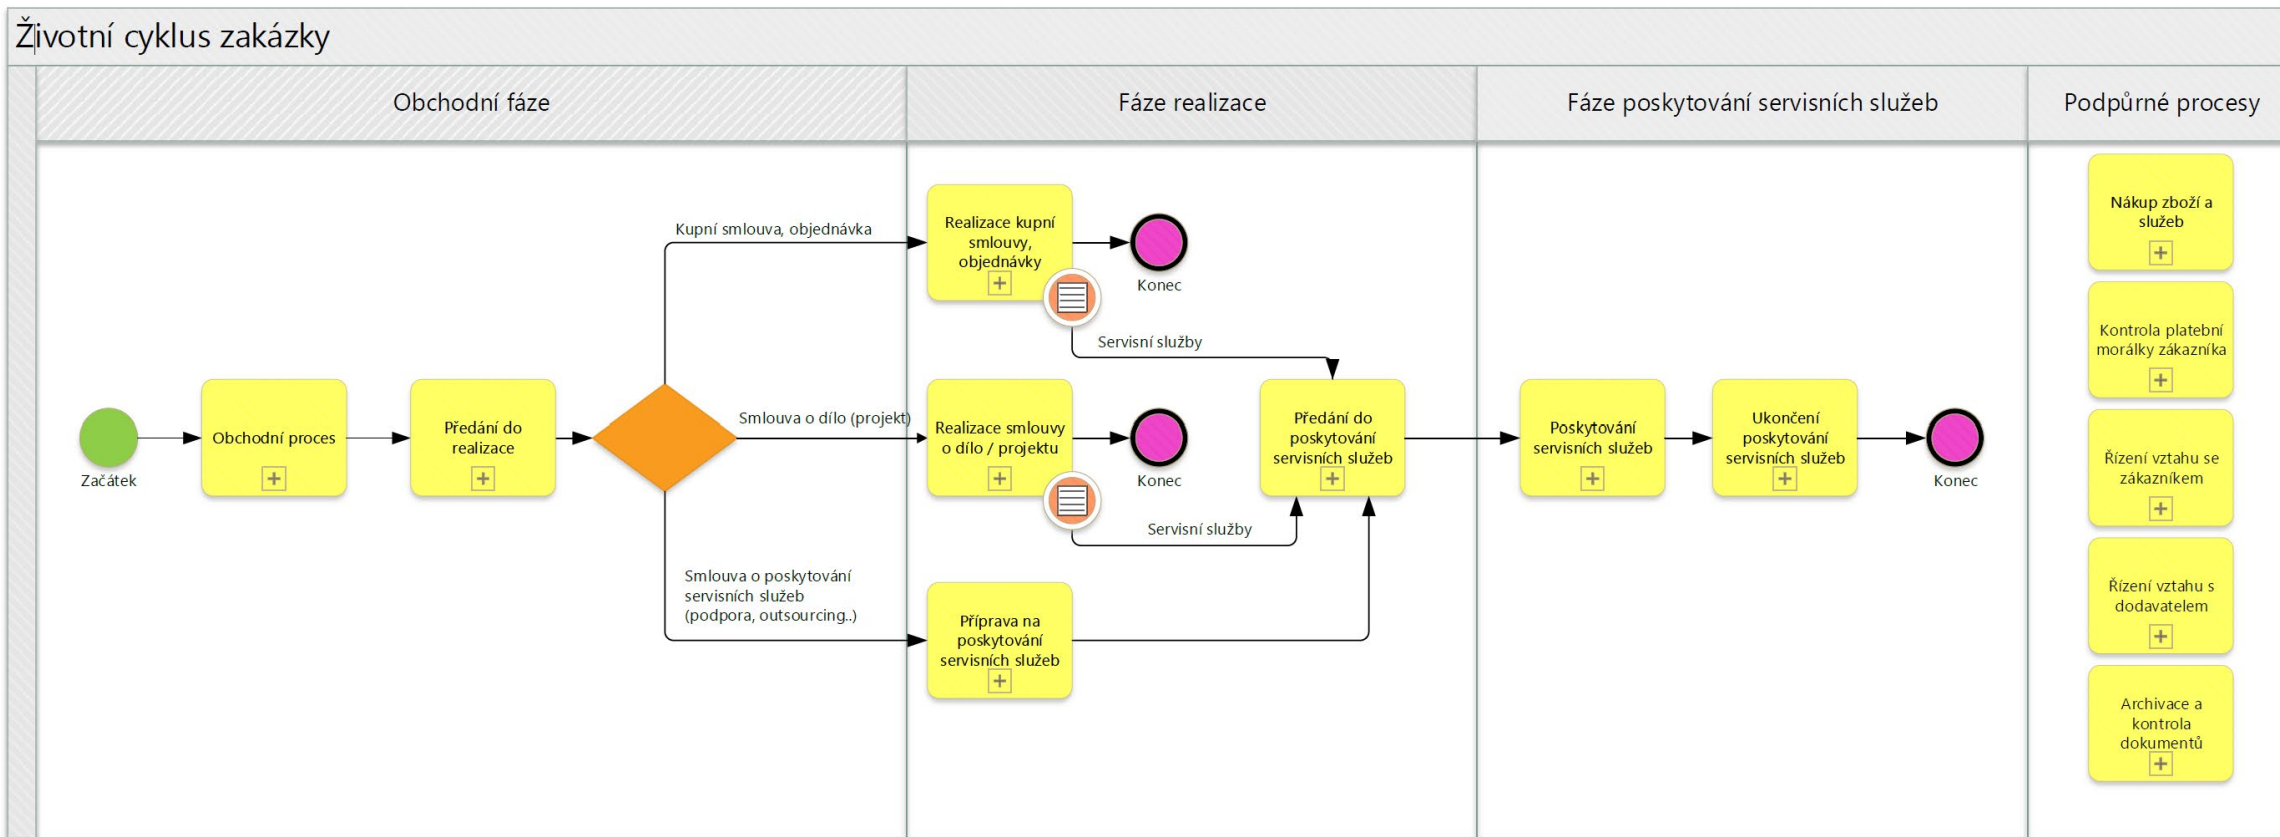 Životní cyklus zakázky
Obchodní fáze
Fáze realizace
Fáze poskytování servisních služeb
Podpůrné procesy
Začátek
Obchodní proces
Předání do
realizace
Kupní smlouva, objednávka
Smlouva o dílo (projekt)
Smlouva o poskytování
servisních služeb
(podpora, outsourcing..)
Realizace kupní
smlouvy,
objednávky
Konec
Servisní služby
Realizace smlouvy
o dílo / projektu
Konec
Servisní služby
Příprava na
poskytování
servisních služeb
Předání do
poskytování
servisních služeb
Poskytování
servisních služeb
Ukončení
poskytování
servisních služeb
Konec
Nákup zboží a
služeb
Kontrola platební
morálky zákazníka
Řízení vztahu se
zákazníkem
Řízení vztahu s
dodavatelem
Archivace a
kontrola
dokumentů